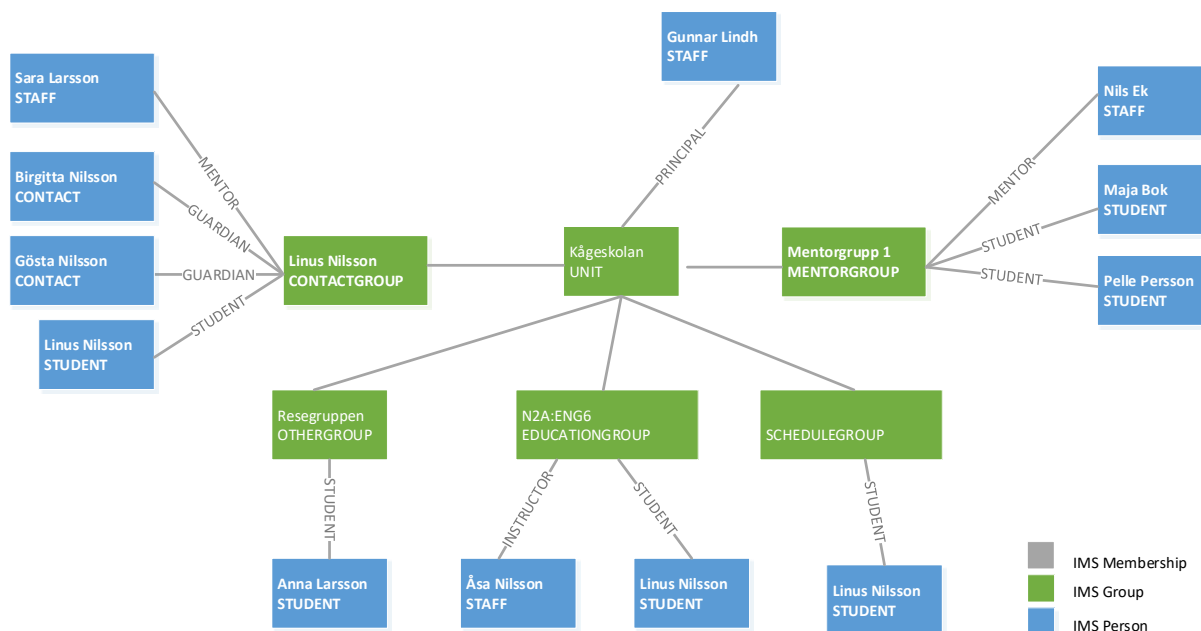 Gunnar Lindh
STAFF
Sara Larsson
STAFF
Nils Ek
STAFF
PRINCIPAL
MENTOR
MENTOR
Birgitta Nilsson
CONTACT
Maja Bok
STUDENT
GUARDIAN
STUDENT
Gösta Nilsson
CONTACT
GUARDIAN
Linus Nilsson
CONTACTGROUP
Kågeskolan
UNIT
Mentorgrupp 1
MENTORGROUP
STUDENT
Pelle Persson
STUDENT
STUDENT
Linus Nilsson
STUDENT
Resegruppen
OTHERGROUP
N2A:ENG6
EDUCATIONGROUP
SCHEDULEGROUP
STUDENT
INSTRUCTOR
STUDENT
STUDENT
Anna Larsson
STUDENT
Åsa Nilsson
STAFF
Linus Nilsson
STUDENT
Linus Nilsson
STUDENT
IMS Membership
IMS Group
IMS Person